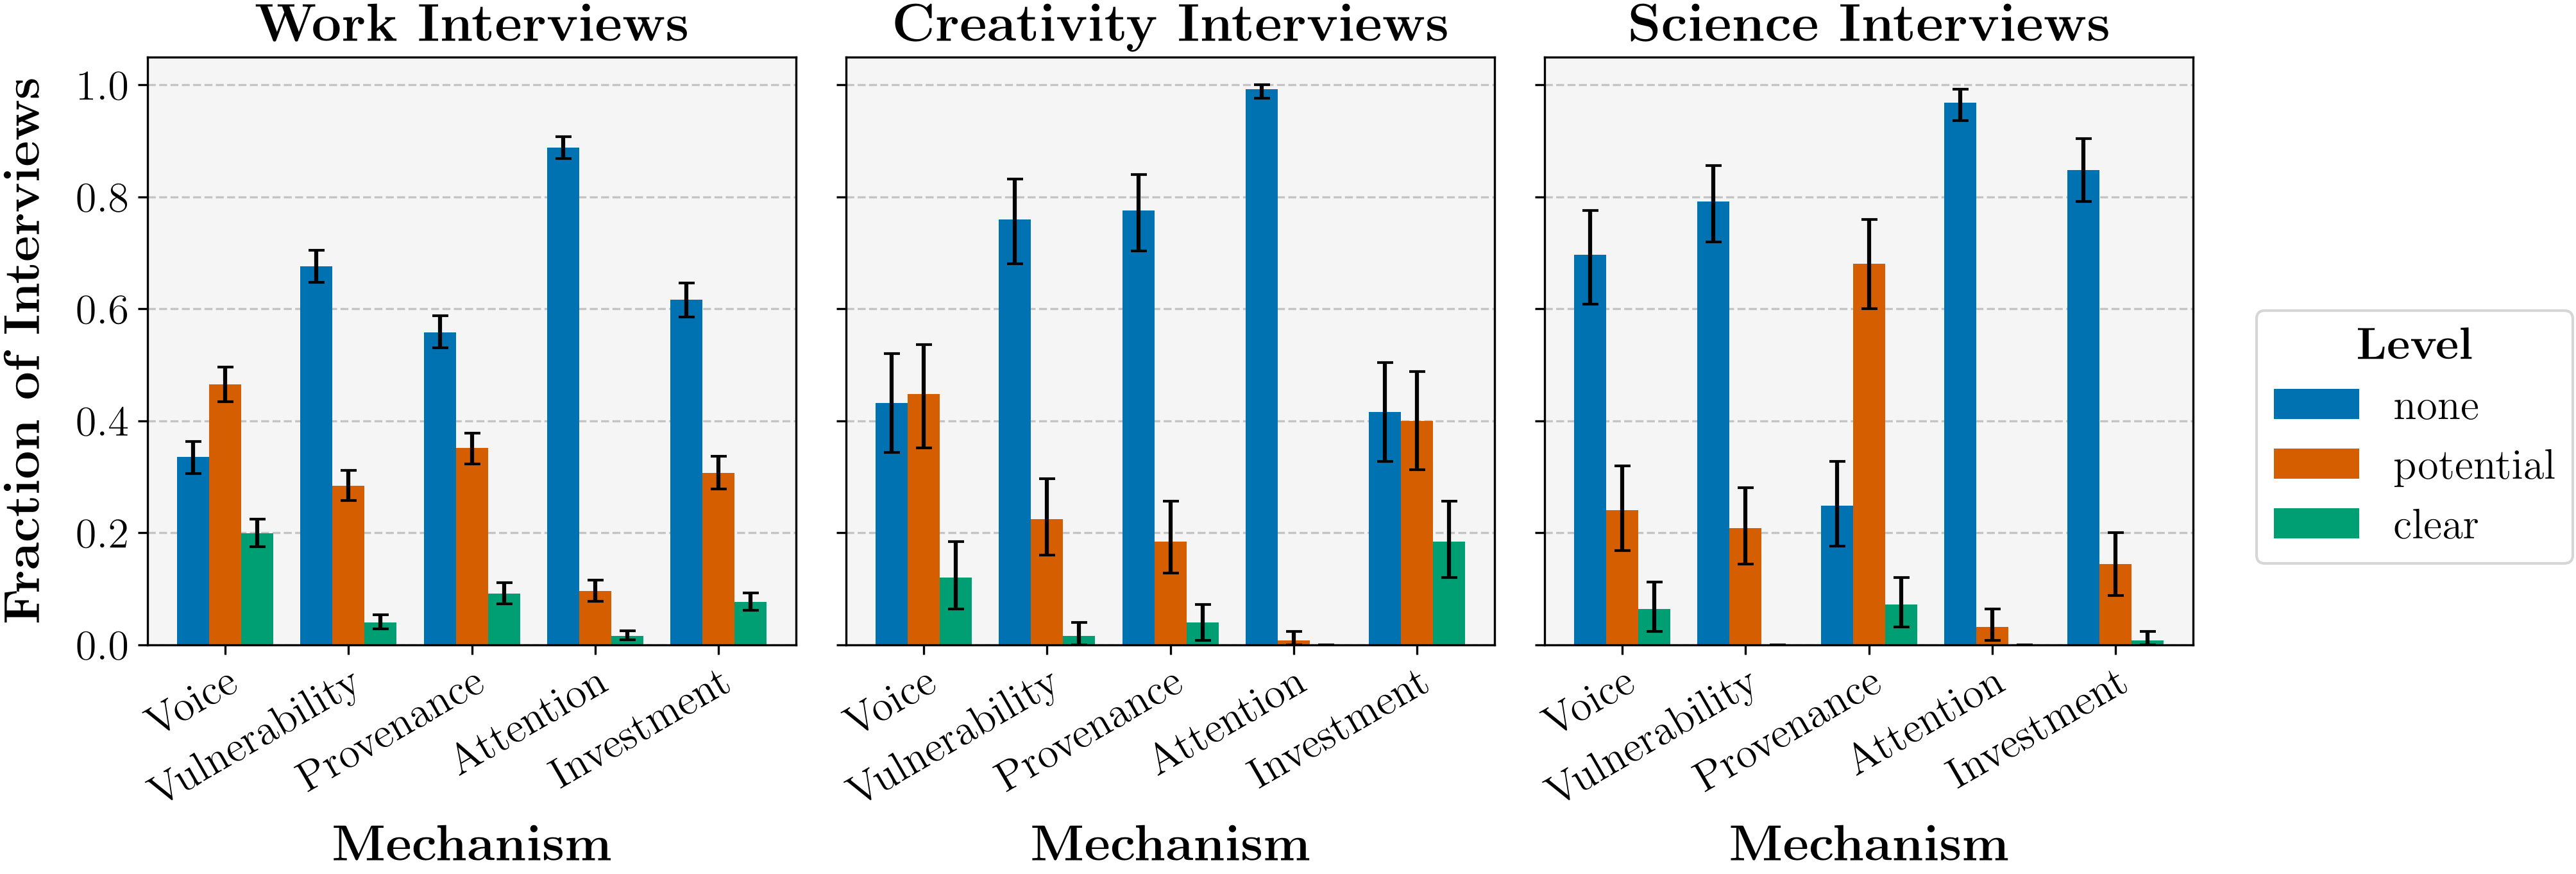 Work Interviews
Creativity Interviews
Science Interviews
Fraction of Interviews
1.0
0.8
0.6
0.4
0.2
0.0
Voice
Vulnerability
Provenance
Attention
Investment
Mechanism
Voice
Vulnerability
Provenance
Attention
Investment
Mechanism
Voice
Vulnerability
Provenance
Attention
Investment
Mechanism
Level
none
potential
clear